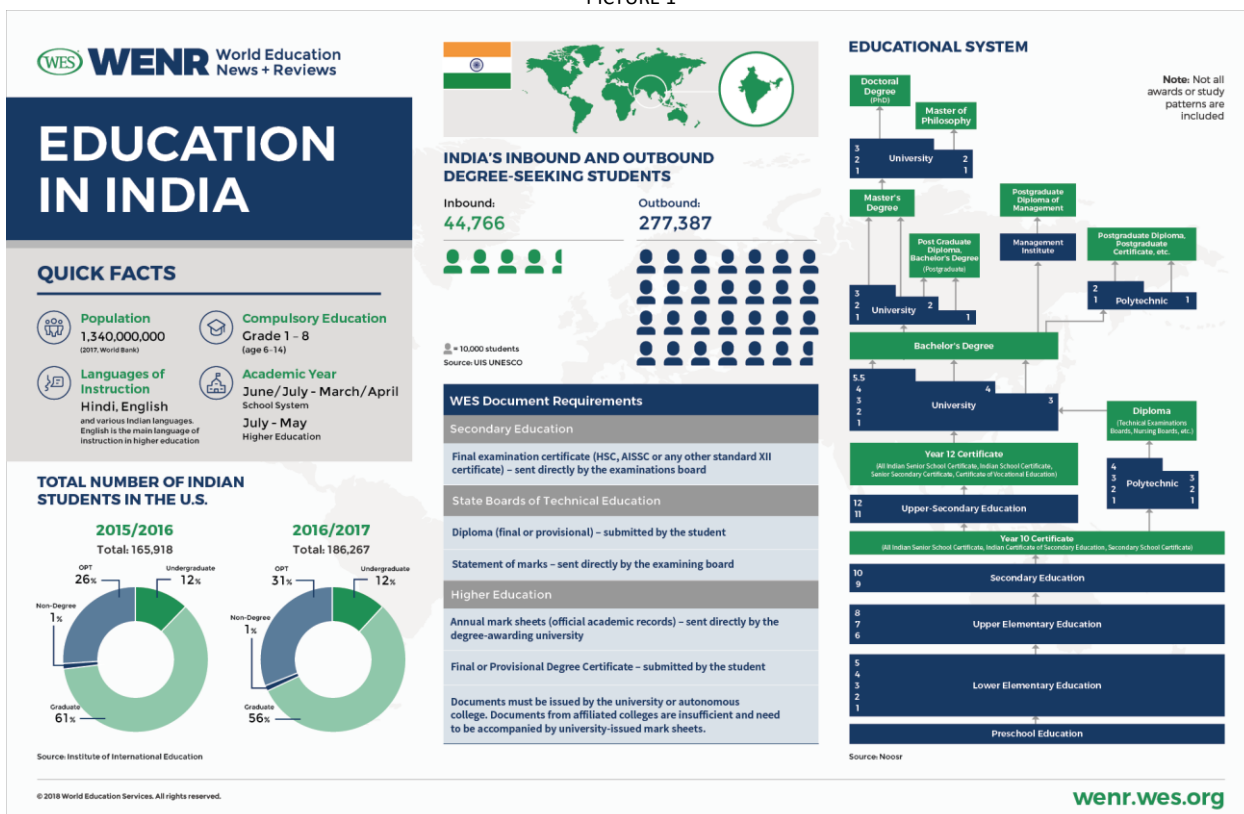 PICTURE 1
WES WENR World Education
News + Reviews
EDUCATION
IN INDIA
QUICK FACTS
Population
1,340,000,000
(2017, World Bank)
Compulsory Education
Grade 1 – 8
(age 6–14)
Languages of
Instruction
Hindi, English
and various Indian languages.
English is the main language of
instruction in higher education
Academic Year
June/July - March/April
School System
July - May
Higher Education
TOTAL NUMBER OF INDIAN
STUDENTS IN THE U.S.
2015/2016
Total: 165,918
OPT
26%
Undergraduate
12%
Non-Degree
1%
Graduate
61%
2016/2017
Total: 186,267
OPT
31%
Undergraduate
12%
Non-Degree
1%
Graduate
56%
Source: Institute of International Education
INDIA'S INBOUND AND OUTBOUND
DEGREE-SEEKING STUDENTS
Inbound:
44,766
Outbound:
277,387
= 10,000 students
Source: UIS UNESCO
WES Document Requirements
Secondary Education
Final examination certificate (HSC, AISSC or any other standard XII
certificate) – sent directly by the examinations board
State Boards of Technical Education
Diploma (final or provisional) – submitted by the student
Statement of marks – sent directly by the examining board
Higher Education
Annual mark sheets (official academic records) – sent directly by the
degree-awarding university
Final or Provisional Degree Certificate – submitted by the student
Documents must be issued by the university or autonomous
college. Documents from affiliated colleges are insufficient and need
to be accompanied by university-issued mark sheets.
EDUCATIONAL SYSTEM
Note: Not all
awards or study
patterns are
included
Doctoral
Degree
(PhD)
Master of
Philosophy
3
2
1
University
2
1
Master's
Degree
Post Graduate
Diploma,
Bachelor's Degree
(Postgraduate)
Postgraduate
Diploma of
Management
Management
Institute
Postgraduate Diploma,
Postgraduate
Certificate, etc.
3
2
1
University
2
1
2
1
Polytechnic
1
Bachelor's Degree
5.5
4
3
2
1
University
4
3
Diploma
(Technical Examinations
Boards, Nursing Boards, etc.)
Year 12 Certificate
(All Indian Senior School Certificate, Indian School Certificate,
Senior Secondary Certificate, Certificate of Vocational Education)
4
3
2
1
Polytechnic
3
2
1
12
11
Upper-Secondary Education
Year 10 Certificate
(All Indian Senior School Certificate, Indian Certificate of Secondary Education, Secondary School Certificate)
10
9
Secondary Education
8
7
6
Upper Elementary Education
5
4
3
2
1
Lower Elementary Education
Preschool Education
Source: Noosr
© 2018 World Education Services. All rights reserved.
wenr.wes.org